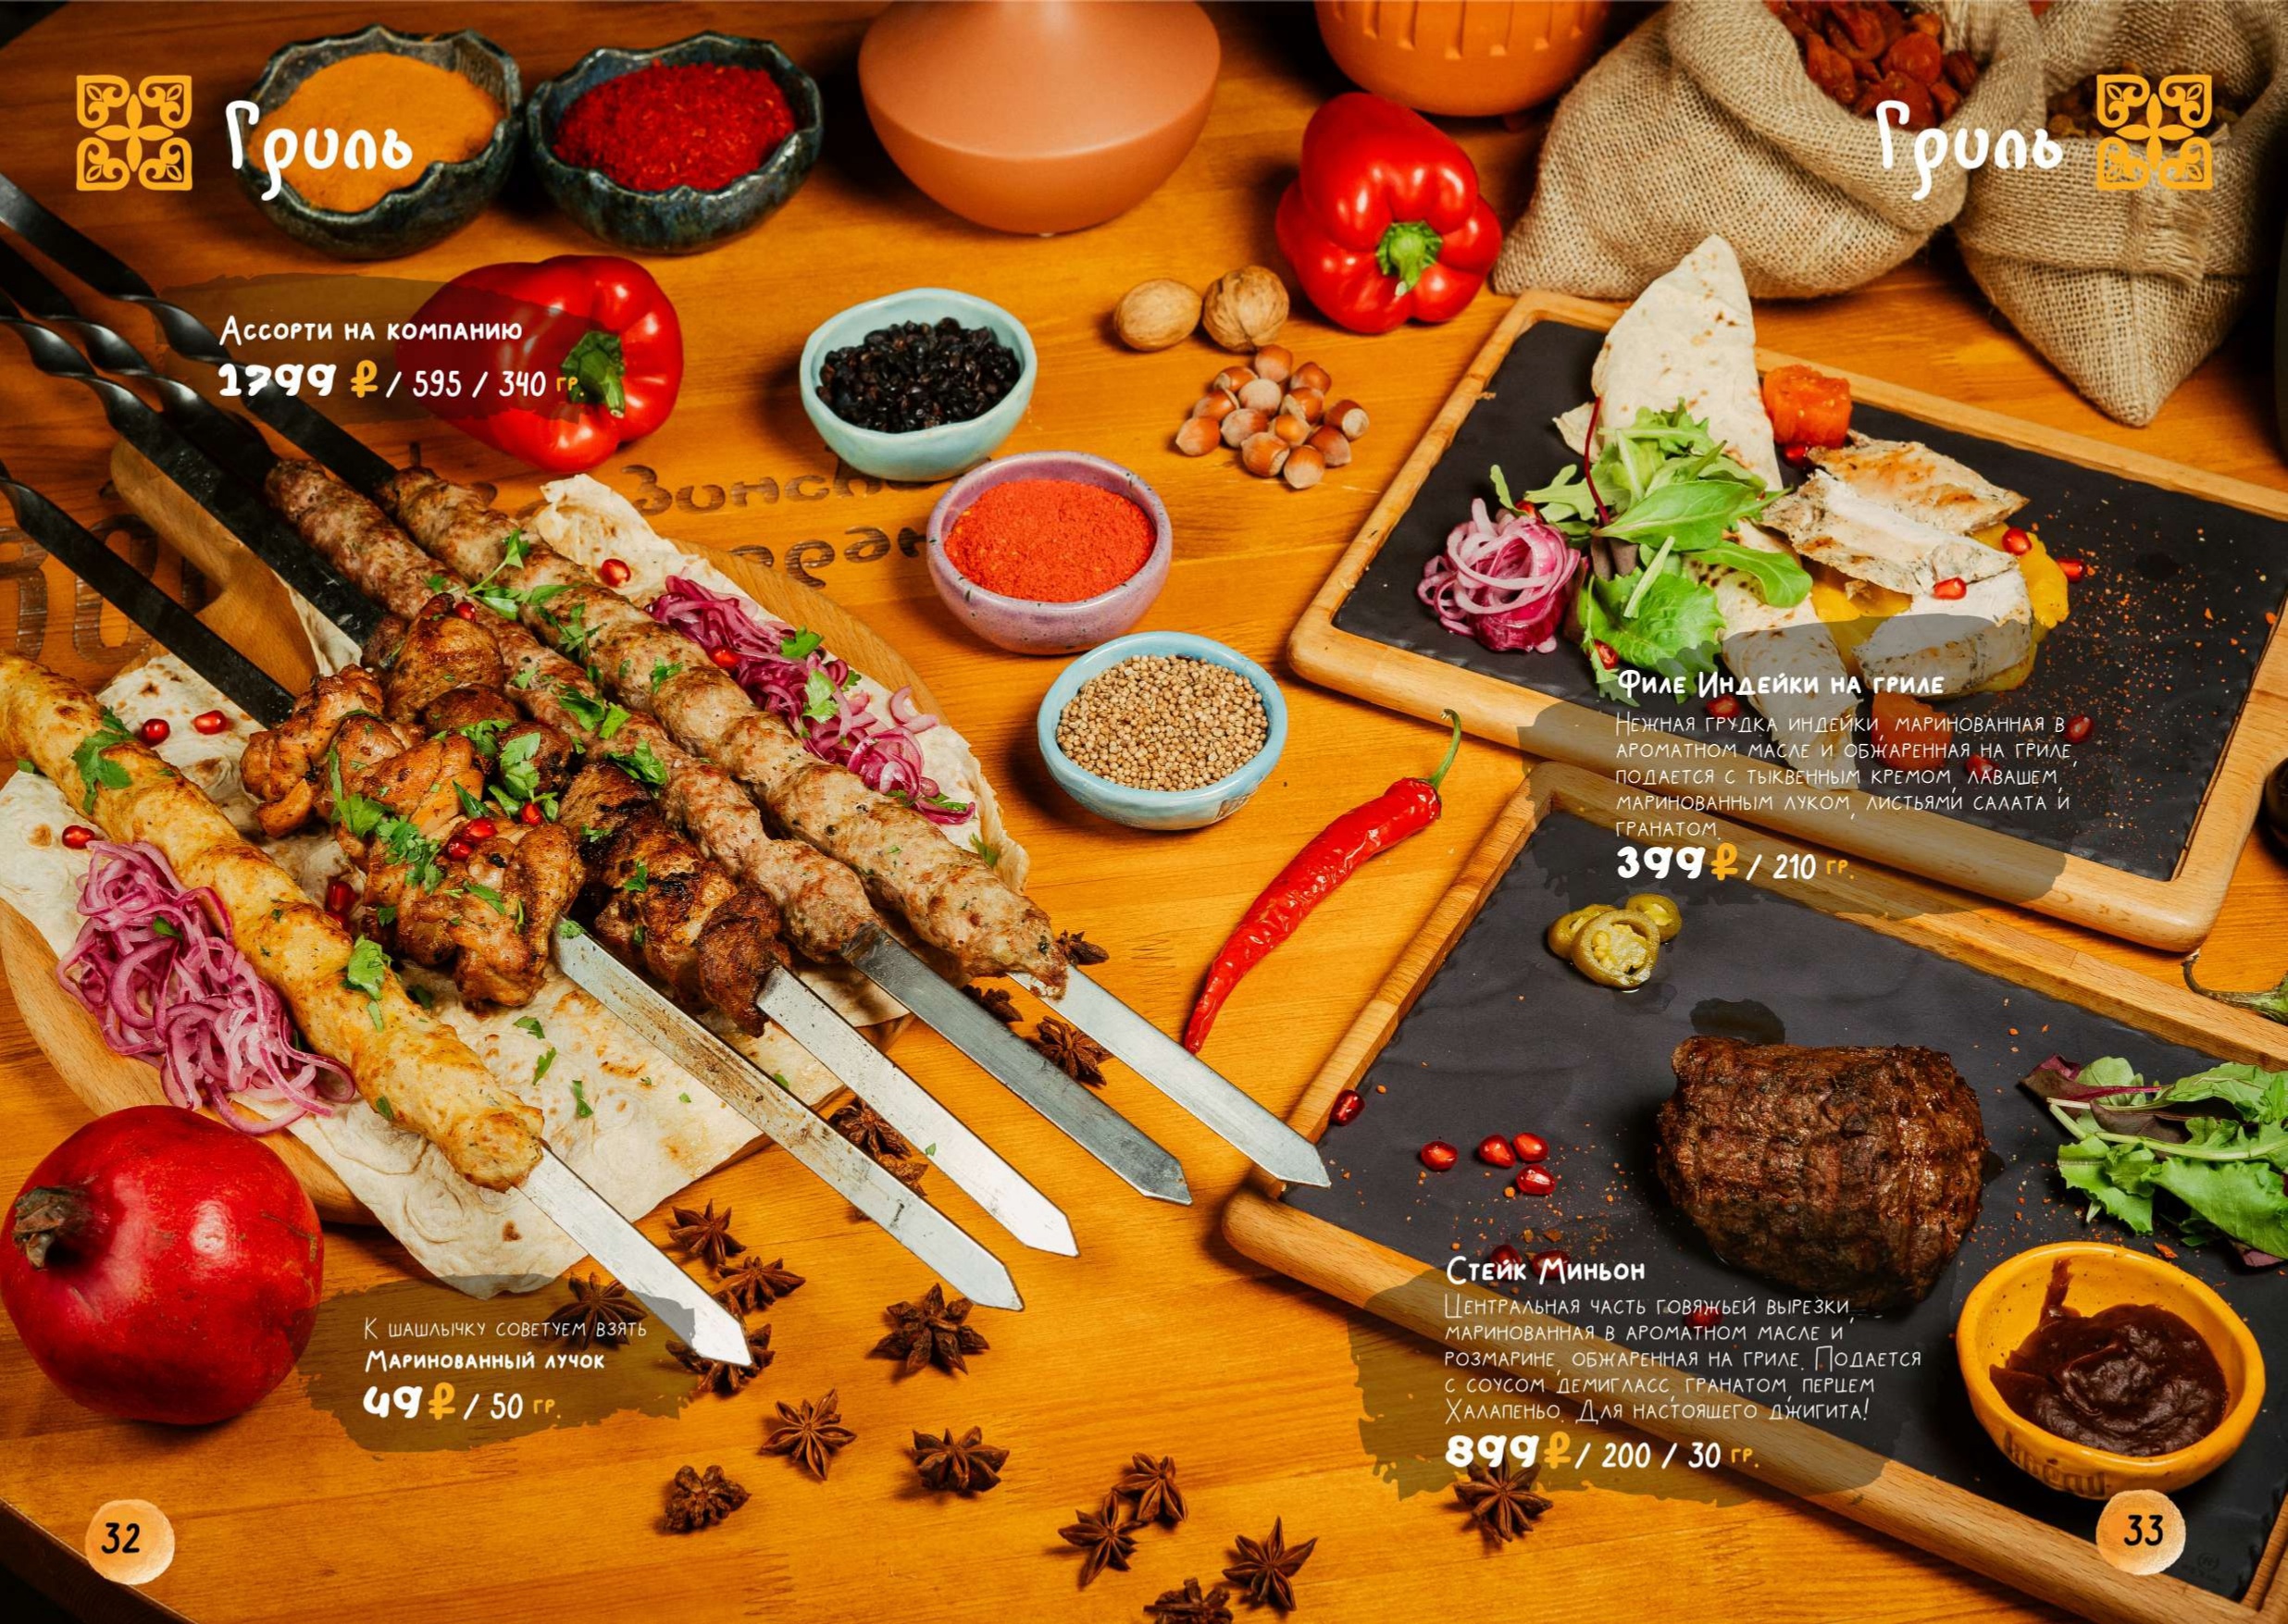 Гриль
Ассорти на компанию
1799 ₽ / 595 / 340 гр.
К шашлычку советуем взять
Маринованный лучок
49 ₽ / 50 гр.
32
Гриль
Филе Индейки на гриле
Нежная грудка индейки, маринованная в
ароматном масле и обжаренная на гриле,
подается с тыквенным кремом, лавашем,
маринованным луком, листьями салата и
гранатом.
399 ₽ / 210 гр.
Стейк Миньон
Центральная часть говяжьей вырезки,
маринованная в ароматном масле и
розмарине, обжаренная на гриле. Подается
с соусом демигласс, гранатом, перцем
Халапеньо. Для настоящего джигита!
899 ₽ / 200 / 30 гр.
33